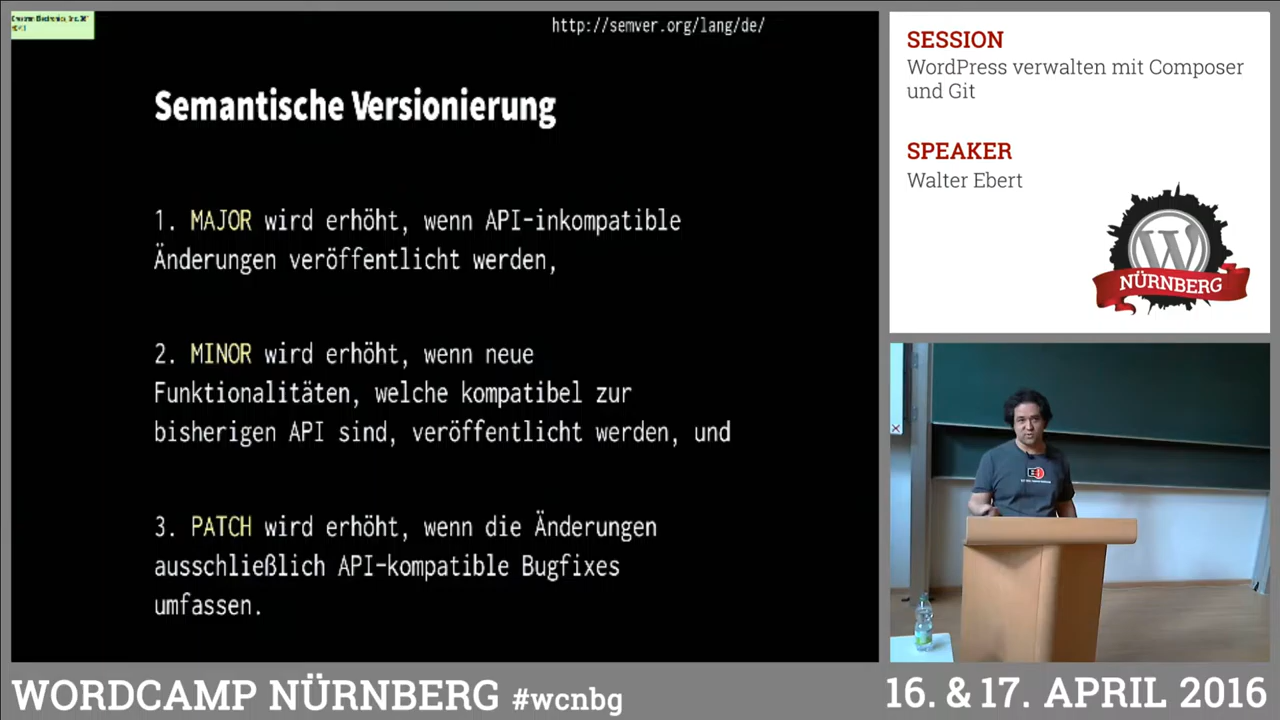 http://semver.org/lang/de/
Semantische Versionierung
1. MAJOR wird erhöht, wenn API-inkompatible
Änderungen veröffentlicht werden,
2. MINOR wird erhöht, wenn neue
Funktionalitäten, welche kompatibel zur
bisherigen API sind, veröffentlicht werden, und
3. PATCH wird erhöht, wenn die Änderungen
ausschließlich API-kompatible Bugfixes
umfassen.
SESSION
WordPress verwalten mit Composer
und Git
SPEAKER
Walter Ebert
W
NÜRNBERG
WORDCAMP NÜRNBERG #wcnbg
16. & 17. APRIL 2016